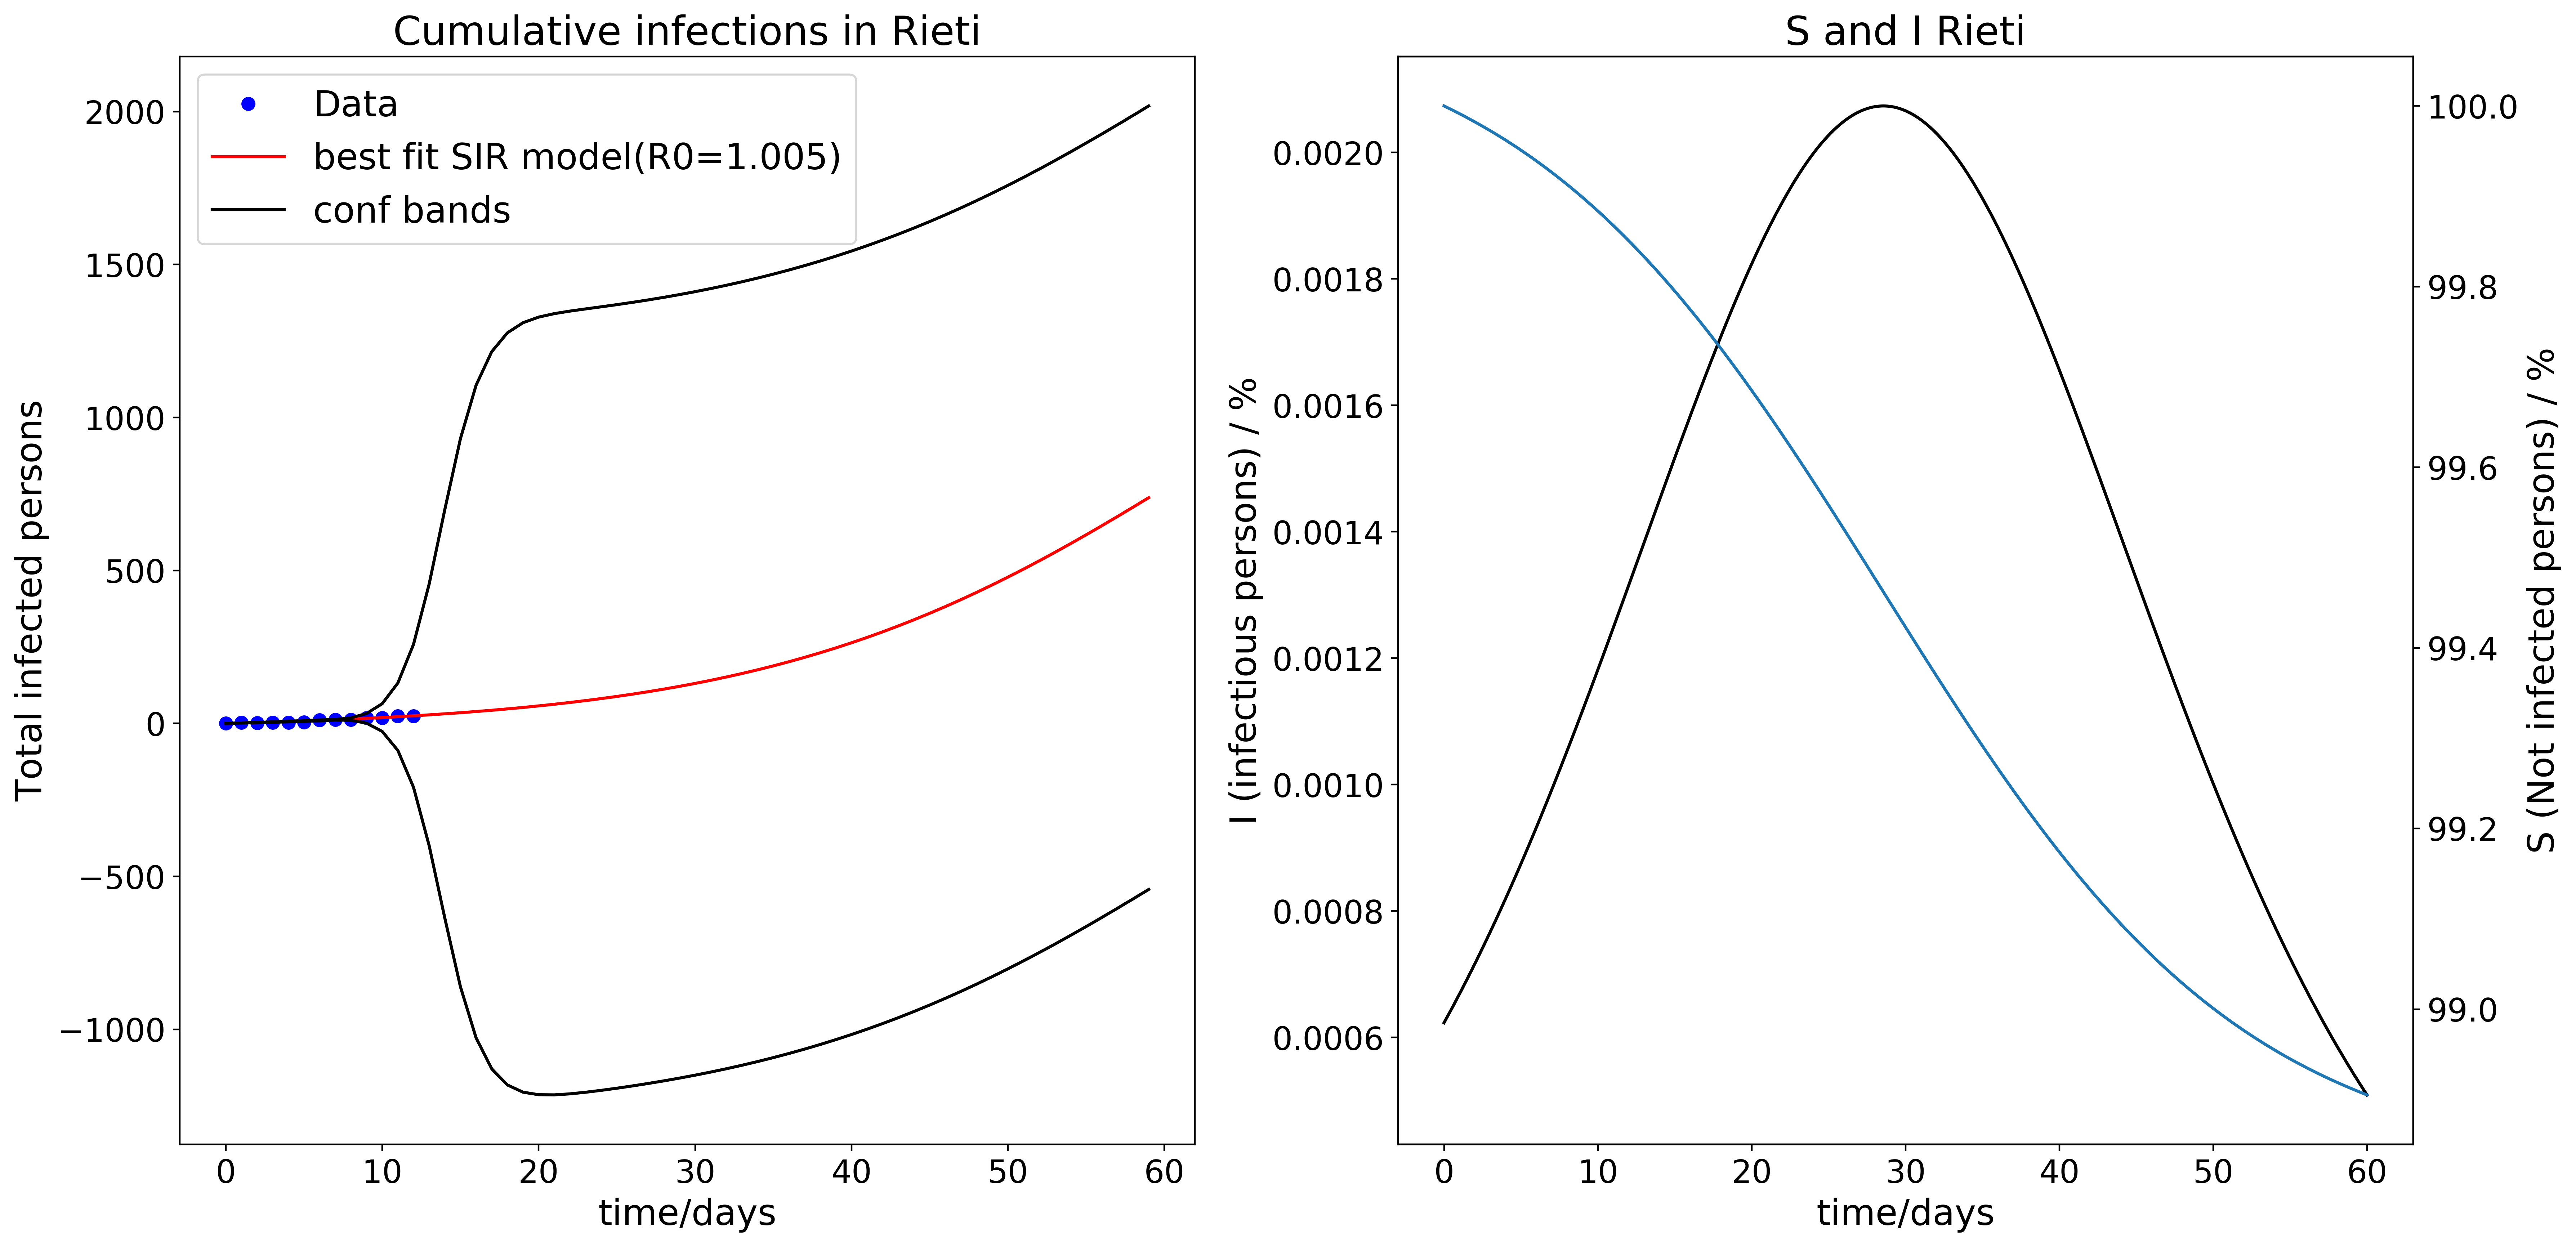 Cumulative infections in Rieti
Data
best fit SIR model(R0=1.005)
conf bands
2000
1500
1000
500
0
−500
−1000
Total infected persons
0 10 20 30 40 50 60
time/days
S and I Rieti
I (infectious persons) / %
0.0020
0.0018
0.0016
0.0014
0.0012
0.0010
0.0008
0.0006
0 10 20 30 40 50 60
time/days
100.0
99.8
99.6
99.4
99.2
99.0
S (Not infected persons) / %